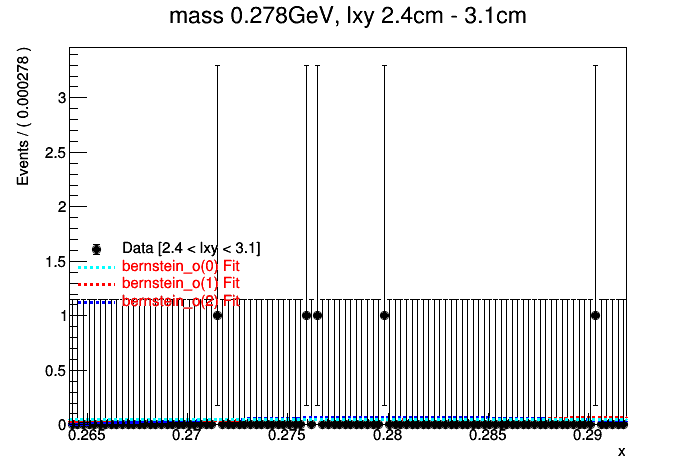 mass 0.278GeV, lxy 2.4cm - 3.1cm
Events / ( 0.000278 )
3
2.5
2
1.5
1
0.5
0
Data [2.4 < lxy < 3.1]
bernstein_o(0) Fit
bernstein_o(1) Fit
bernstein_o(2) Fit
0.265 0.27 0.275 0.28 0.285 0.29
x